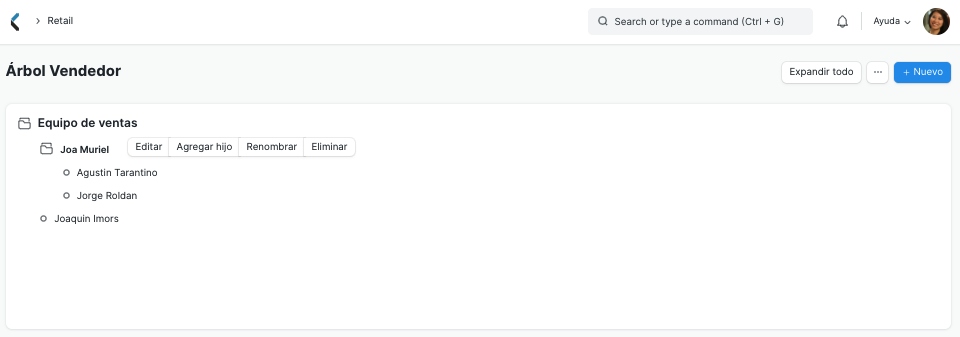 Retail
Search or type a command (Ctrl + G)
Ayuda
Árbol Vendedor
Expandir todo
···
+ Nuevo
Equipo de ventas
Joa Muriel
Editar
Agregar hijo
Renombrar
Eliminar
Agustin Tarantino
Jorge Roldan
Joaquin Imors